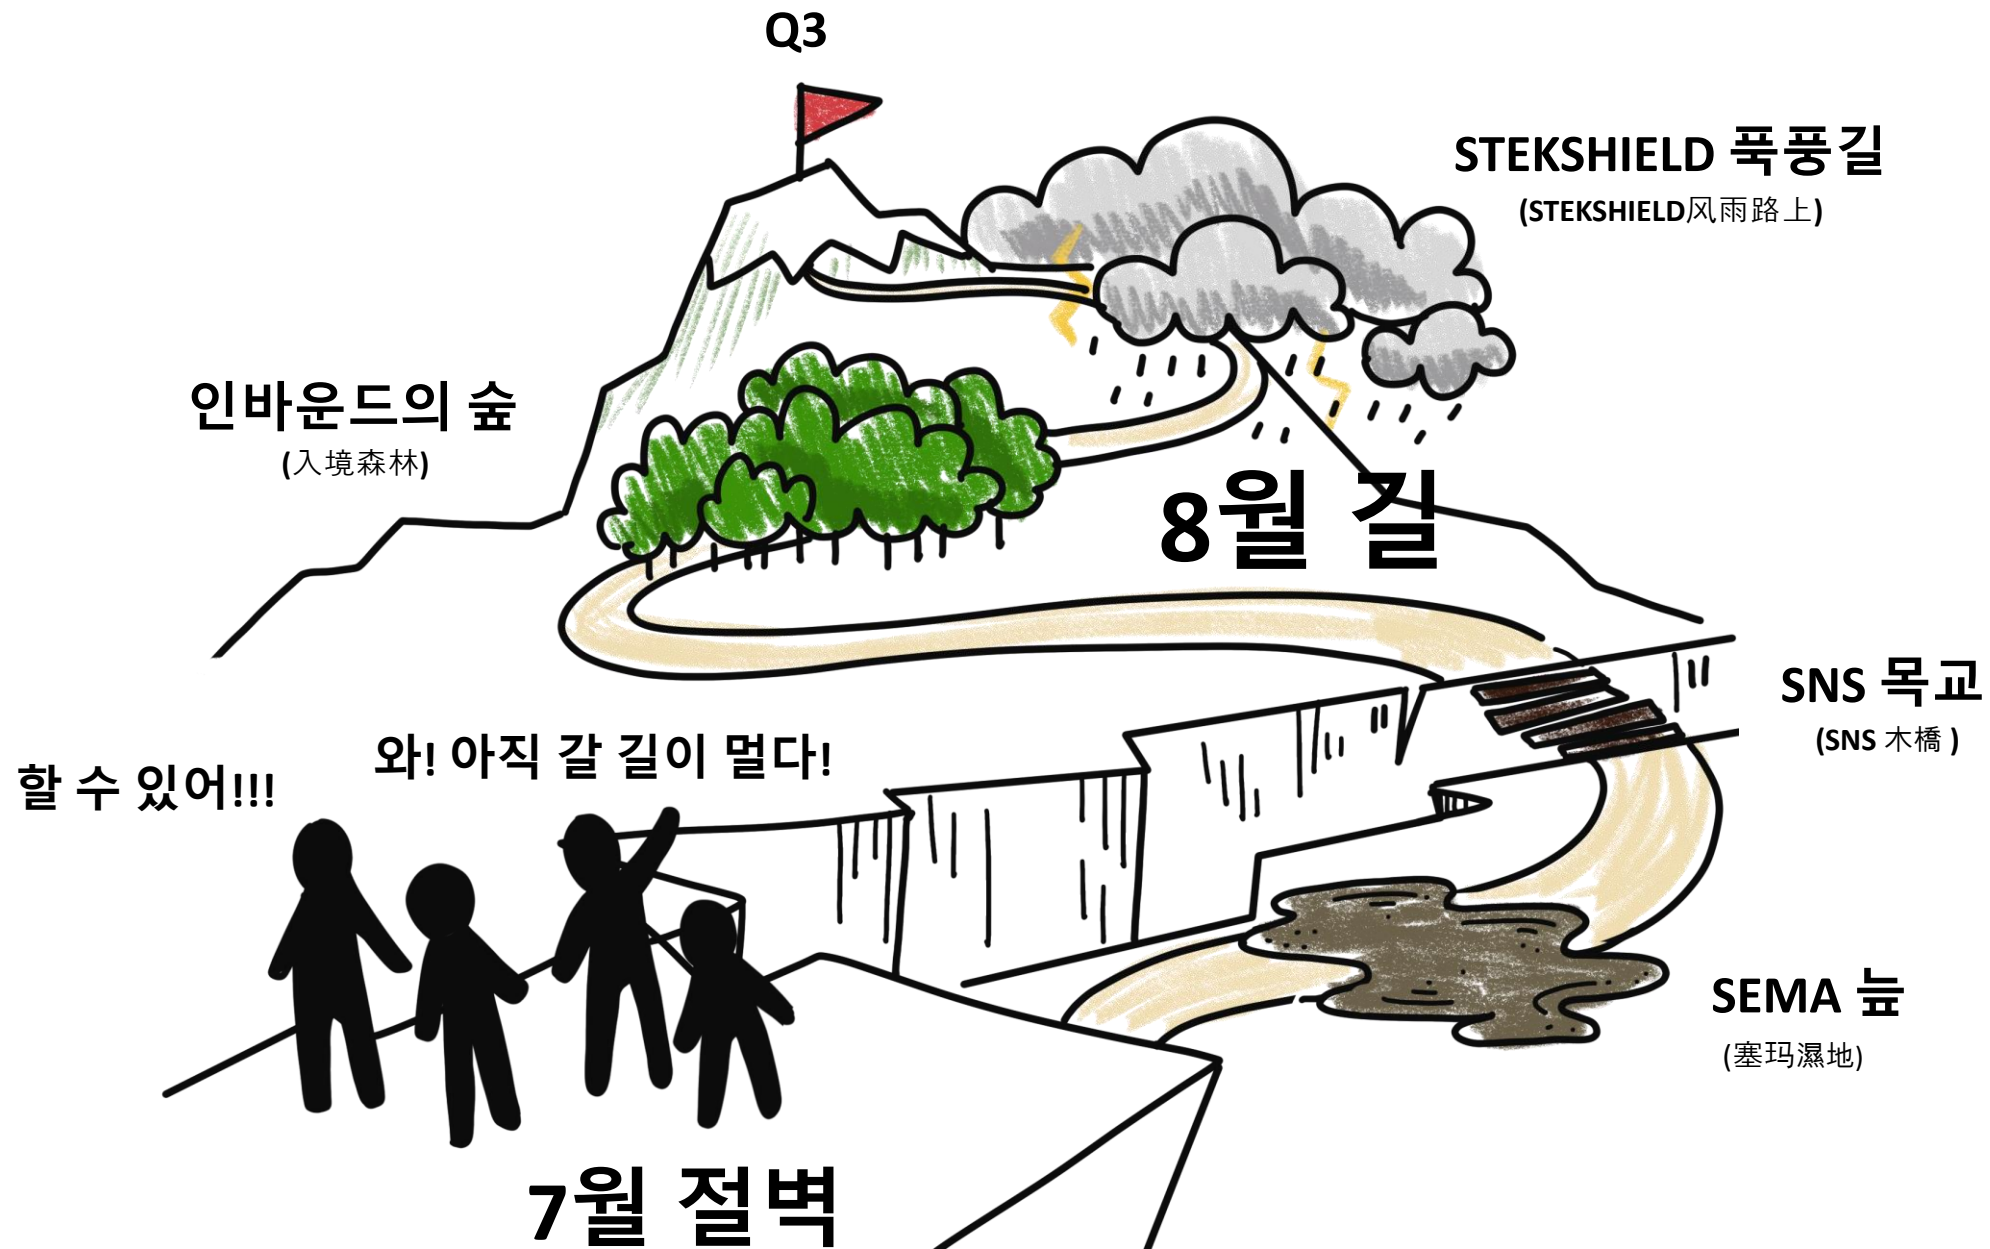 Q3
STEKSHIELD 폭풍길
(STEKSHIELD风雨路上)
인바운드의 숲
(入境森林)
8월 길
SNS 목교
(SNS 木橋 )
와! 아직 갈 길이 멀다!
할 수 있어!!!
SEMA 늪
(塞玛濕地)
7월 절벽